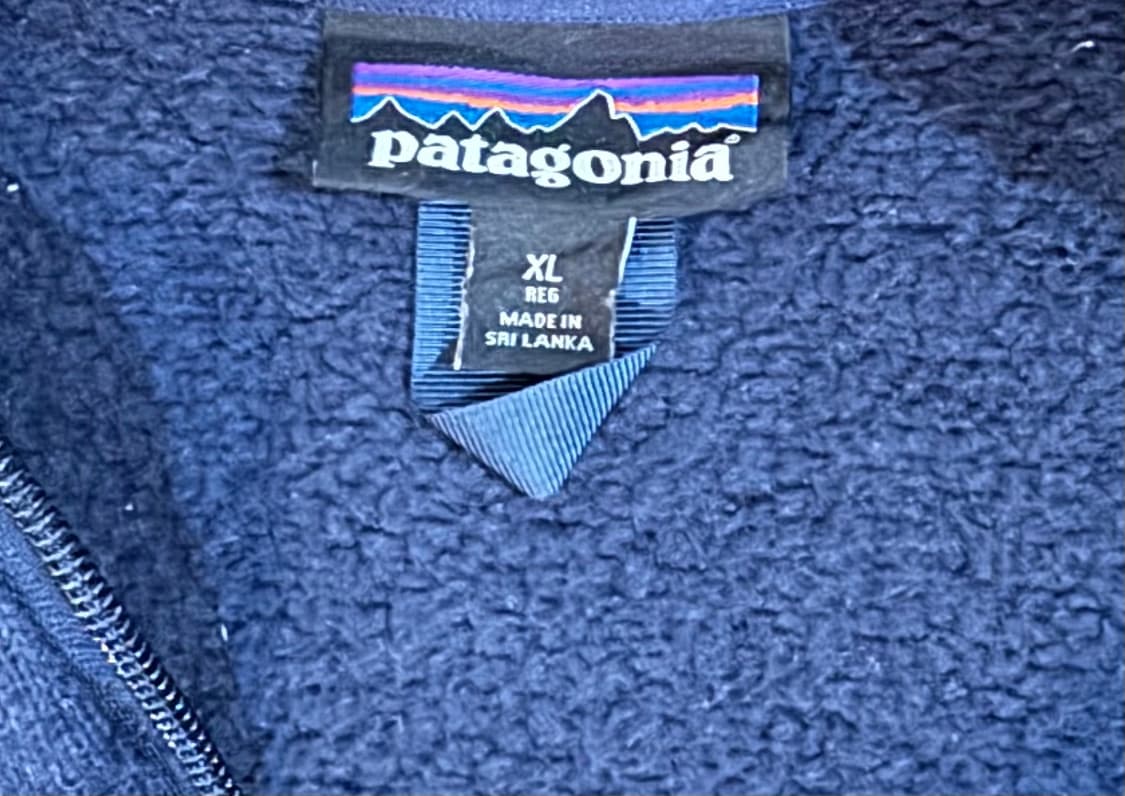 patagonia®
XL
REG
MADE IN
SRI LANKA